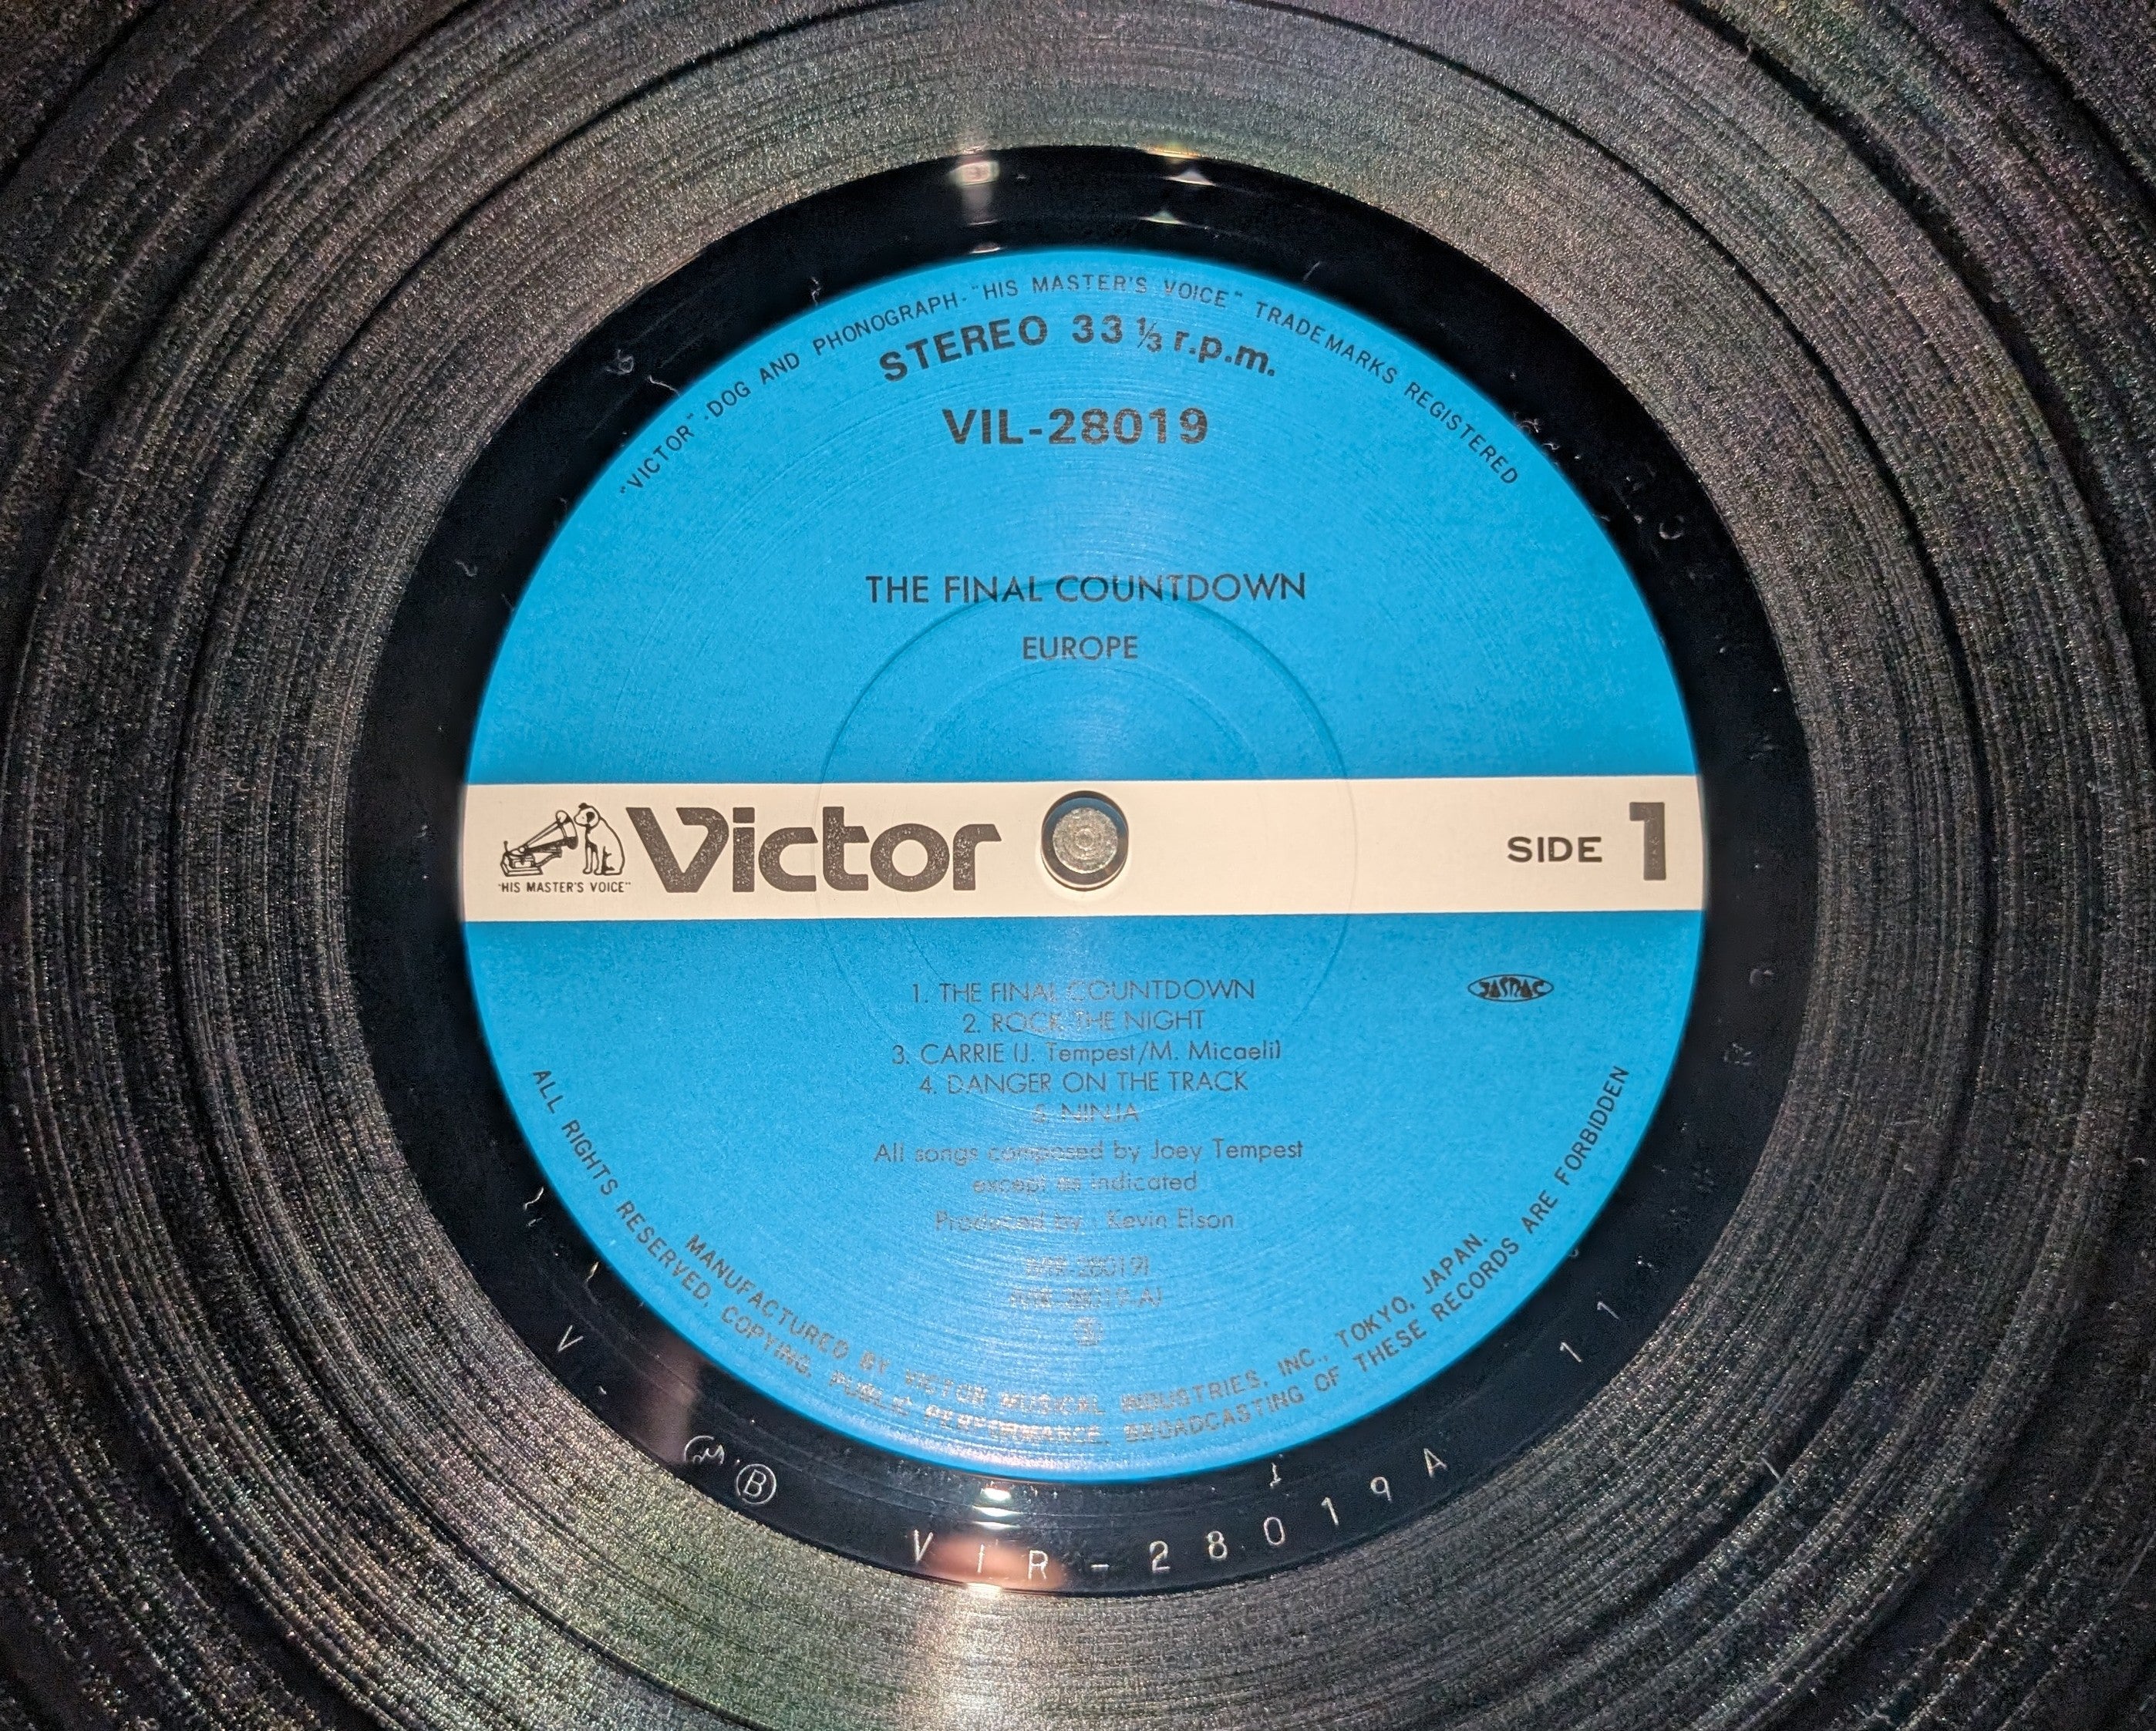 "VICTOR"-DOG AND PHONOGRAPH-"HIS MASTER'S VOICE" TRADEMARKS REGISTERED
STEREO 33 ⅓ r.p.m.
VIL-28019
THE FINAL COUNTDOWN
EUROPE
"HIS MASTER'S VOICE"
Victor
SIDE 1
1. THE FINAL COUNTDOWN
2. ROCK THE NIGHT
3. CARRIE (J. Tempest/M. Micaeli)
4. DANGER ON THE TRACK
5. NINJA
JASRAC
All songs composed by Joey Tempest
except as indicated
Produced by: Kevin Elson
MANUFACTURED BY VICTOR MUSICAL INDUSTRIES, INC., TOKYO, JAPAN.
ALL RIGHTS RESERVED. COPYING, PUBLIC PERFORMANCE, BROADCASTING OF THESE RECORDS ARE FORBIDDEN
B
VIR-28019A
11